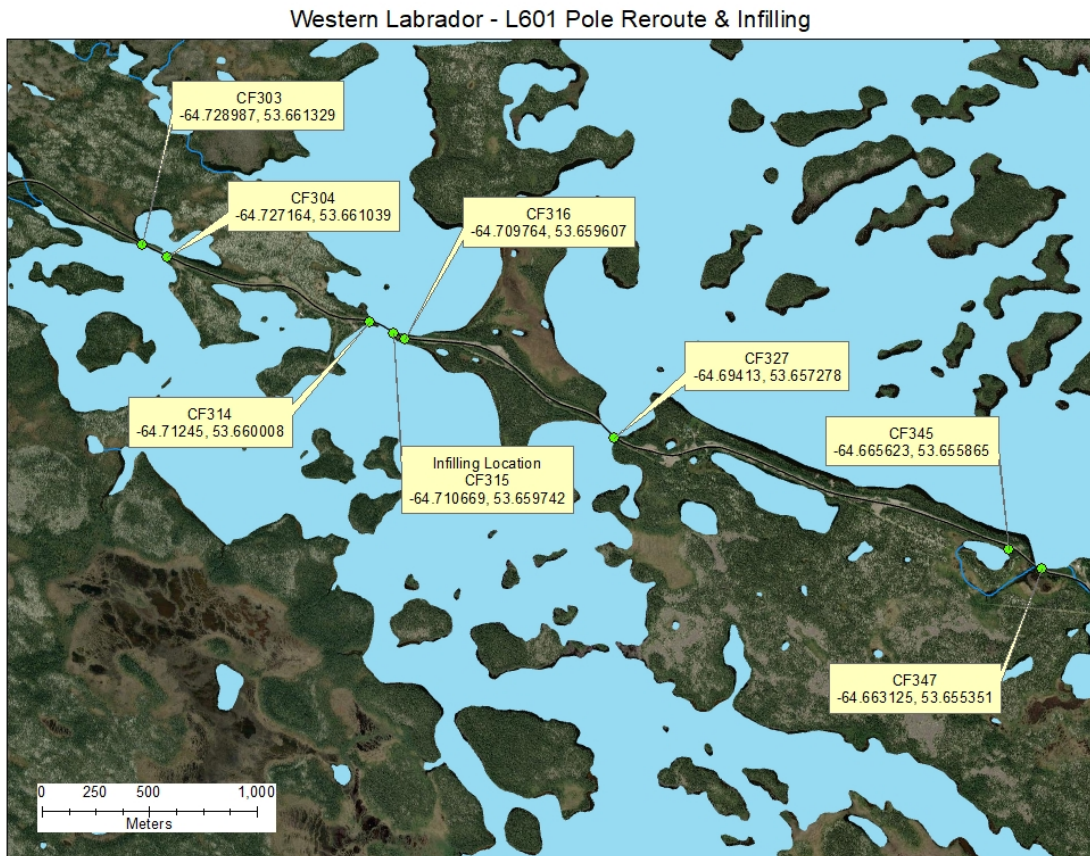 Western Labrador - L601 Pole Reroute & Infilling
CF303
-64.728987, 53.661329
CF304
-64.727164, 53.661039
CF316
-64.709764, 53.659607
CF327
-64.69413, 53.657278
CF314
-64.71245, 53.660008
CF345
-64.665623, 53.655865
Infilling Location
CF315
-64.710669, 53.659742
CF347
-64.663125, 53.655351
0 250 500 1,000
Meters